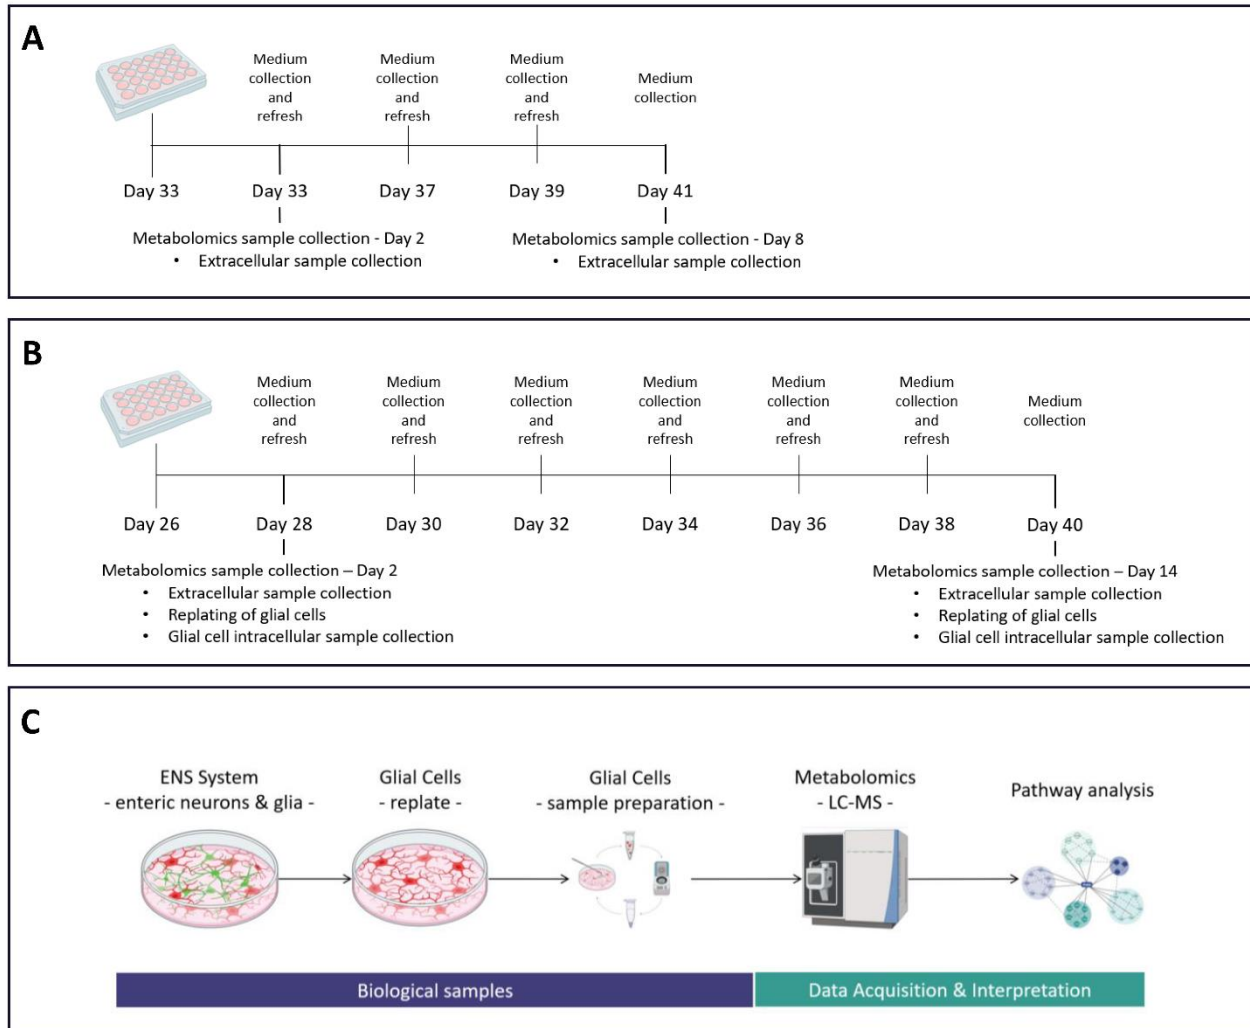 A
Medium
collection
and
refresh
Medium
collection
and
refresh
Medium
collection
and
refresh
Medium
collection
Day 33
Day 33
Day 37
Day 39
Day 41
Metabolomics sample collection - Day 2
• Extracellular sample collection
Metabolomics sample collection - Day 8
• Extracellular sample collection
B
Medium
collection
and
refresh
Medium
collection
and
refresh
Medium
collection
and
refresh
Medium
collection
and
refresh
Medium
collection
and
refresh
Medium
collection
and
refresh
Medium
collection
Day 26
Day 28
Day 30
Day 32
Day 34
Day 36
Day 38
Day 40
Metabolomics sample collection – Day 2
• Extracellular sample collection
• Replating of glial cells
• Glial cell intracellular sample collection
Metabolomics sample collection – Day 14
• Extracellular sample collection
• Replating of glial cells
• Glial cell intracellular sample collection
C
ENS System
- enteric neurons & glia -
Glial Cells
- replate -
Glial Cells
- sample preparation -
Metabolomics
- LC-MS -
Pathway analysis
Biological samples
Data Acquisition & Interpretation